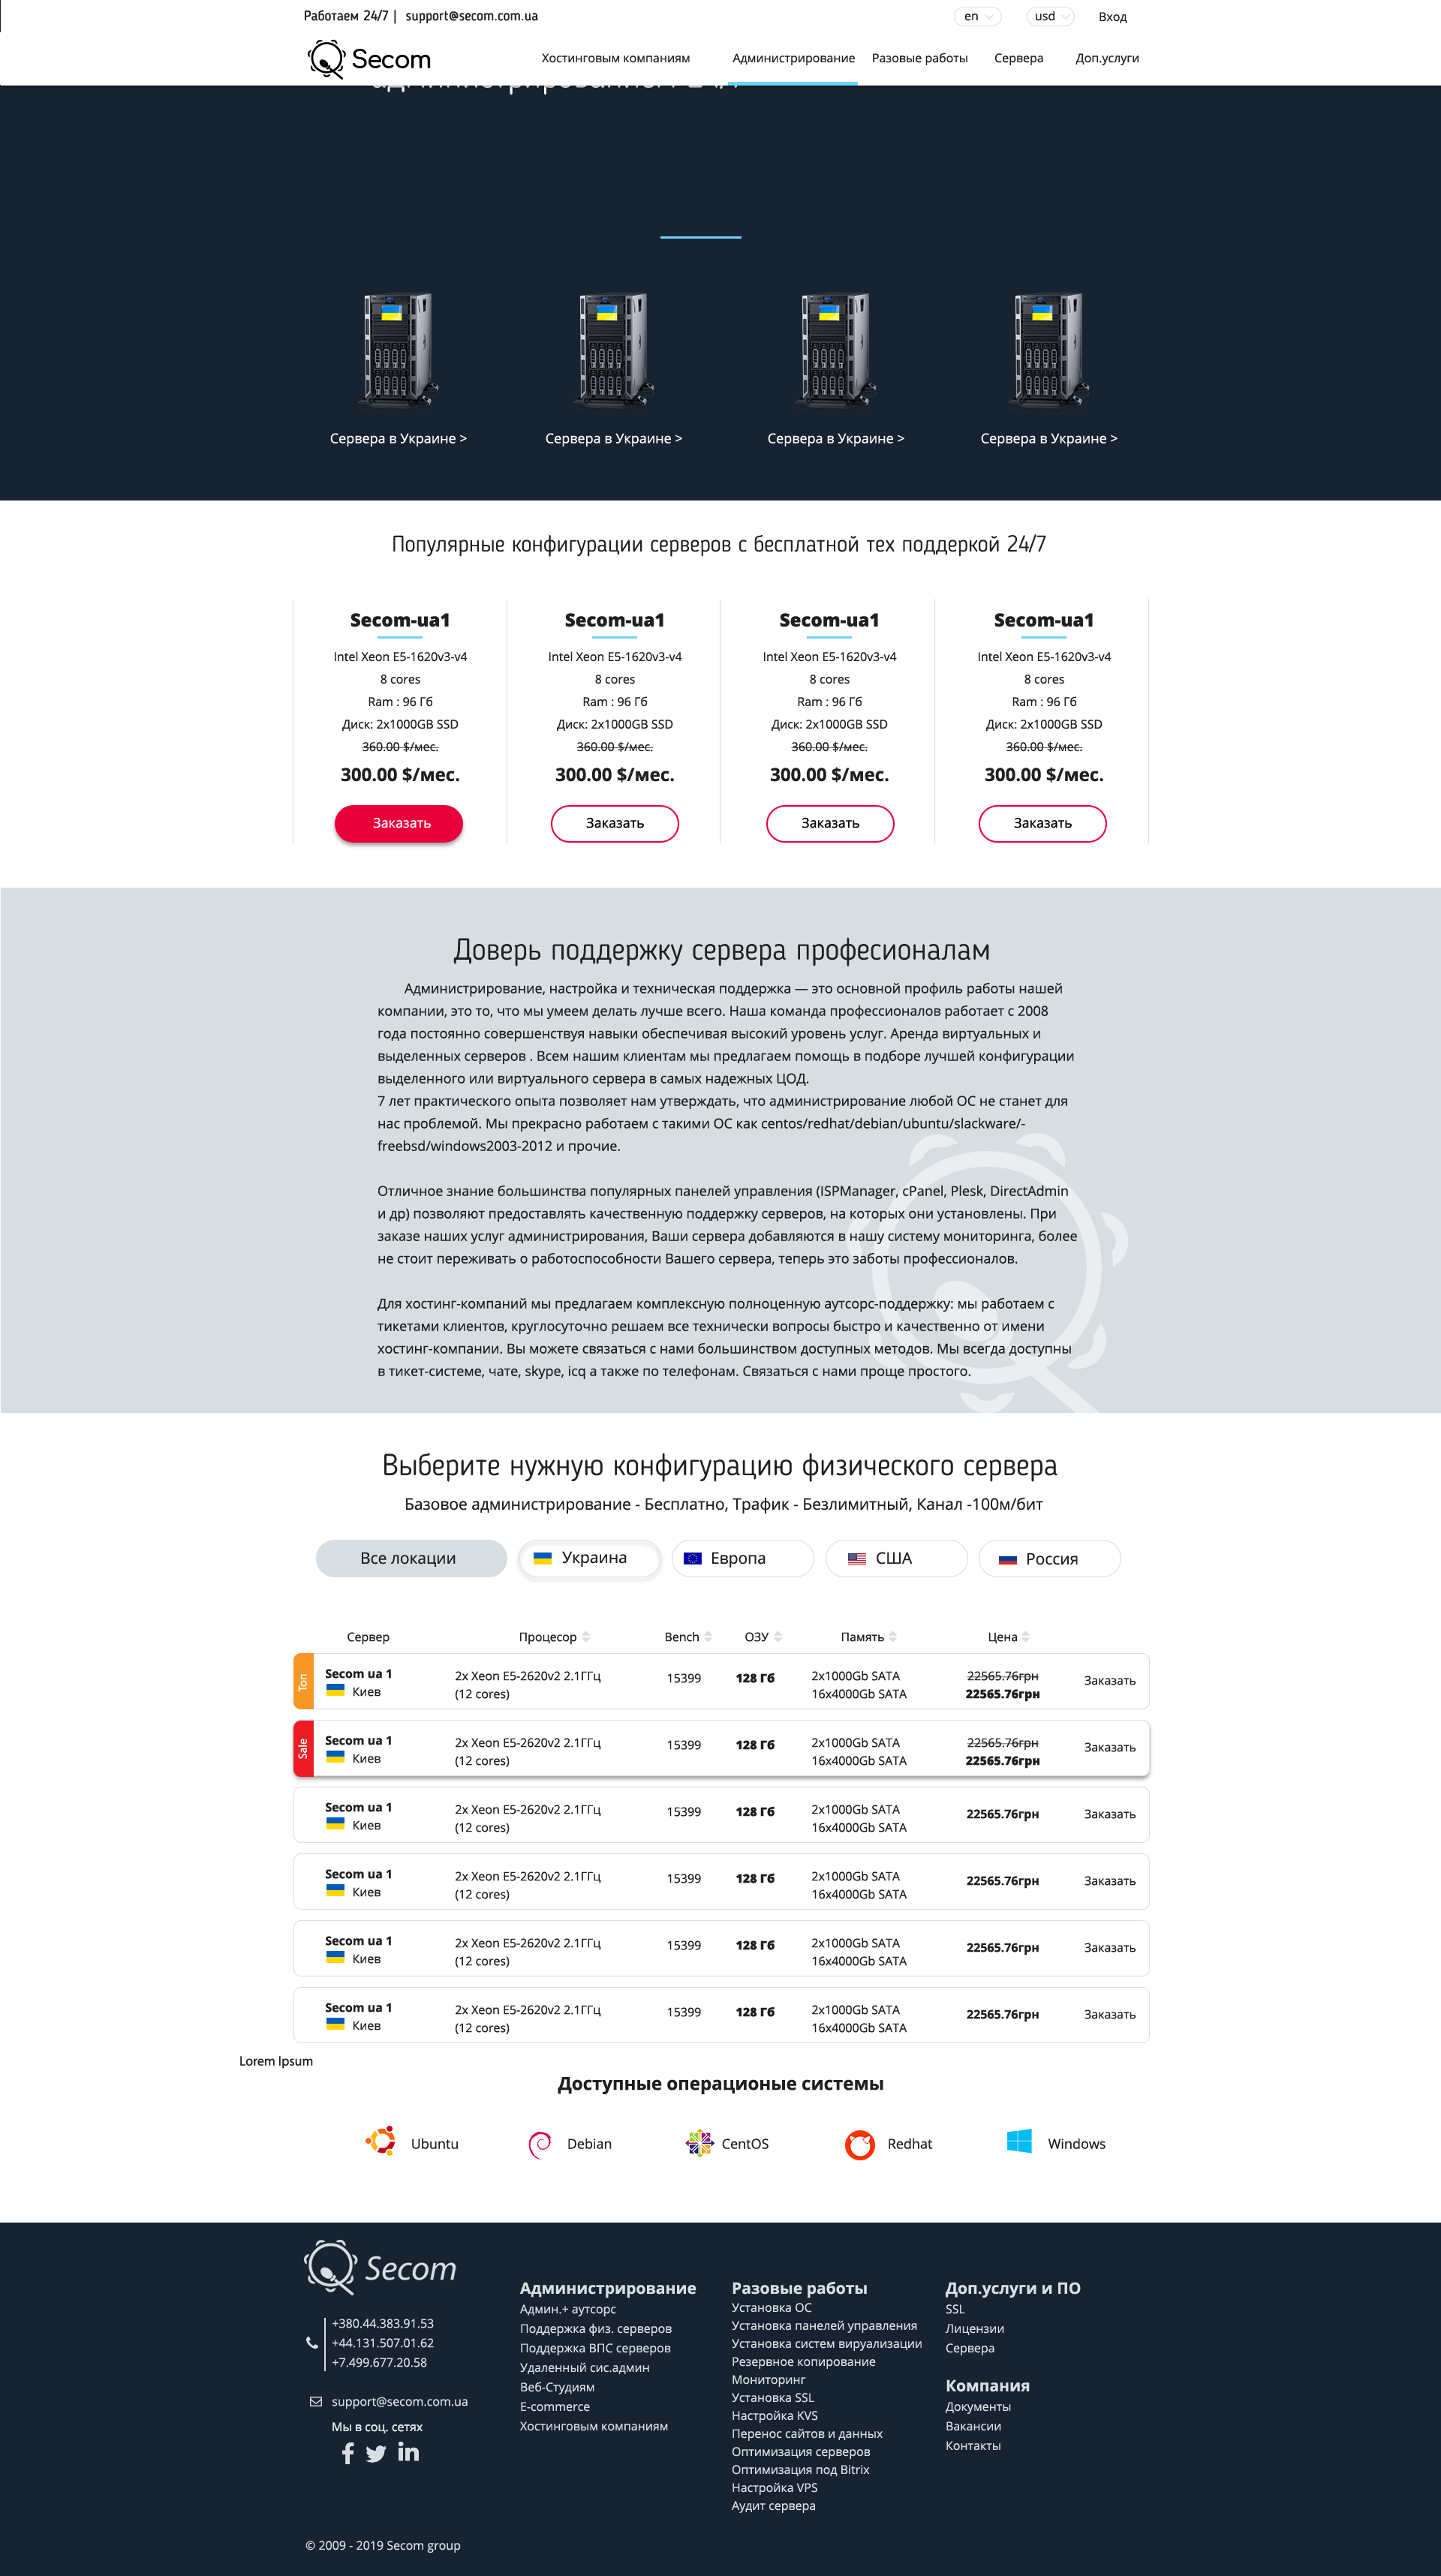 Работаем 24/7 | support@secom.com.ua
en
usd
Вход
Secom
Хостинговым компаниям
Администрирование
Разовые работы
Сервера
Доп.услуги
Сервера в Украине >
Сервера в Украине >
Сервера в Украине >
Сервера в Украине >
Популярные конфигурации серверов с бесплатной тех поддеркой 24/7
Secom-ua1
Intel Xeon E5-1620v3-v4
8 cores
Ram : 96 Гб
Диск: 2x1000GB SSD
360.00 $/мес.
300.00 $/мес.
Заказать
Secom-ua1
Intel Xeon E5-1620v3-v4
8 cores
Ram : 96 Гб
Диск: 2x1000GB SSD
360.00 $/мес.
300.00 $/мес.
Заказать
Secom-ua1
Intel Xeon E5-1620v3-v4
8 cores
Ram : 96 Гб
Диск: 2x1000GB SSD
360.00 $/мес.
300.00 $/мес.
Заказать
Secom-ua1
Intel Xeon E5-1620v3-v4
8 cores
Ram : 96 Гб
Диск: 2x1000GB SSD
360.00 $/мес.
300.00 $/мес.
Заказать
Доверь поддержку сервера професионалам
Администрирование, настройка и техническая поддержка — это основной профиль работы нашей
компании, это то, что мы умеем делать лучше всего. Наша команда профессионалов работает с 2008
года постоянно совершенствуя навыки обеспечивая высокий уровень услуг. Аренда виртуальных и
выделенных серверов . Всем нашим клиентам мы предлагаем помощь в подборе лучшей конфигурации
выделенного или виртуального сервера в самых надежных ЦОД.
7 лет практического опыта позволяет нам утверждать, что администрирование любой ОС не станет для
нас проблемой. Мы прекрасно работаем с такими ОС как centos/redhat/debian/ubuntu/slackware/-
freebsd/windows2003-2012 и прочие.
Отличное знание большинства популярных панелей управления (ISPManager, cPanel, Plesk, DirectAdmin
и др) позволяют предоставлять качественную поддержку серверов, на которых они установлены. При
заказе наших услуг администрирования, Ваши сервера добавляются в нашу систему мониторинга, более
не стоит переживать о работоспособности Вашего сервера, теперь это заботы профессионалов.
Для хостинг-компаний мы предлагаем комплексную полноценную аутсорс-поддержку: мы работаем с
тикетами клиентов, круглосуточно решаем все технически вопросы быстро и качественно от имени
хостинг-компании. Вы можете связаться с нами большинством доступных методов. Мы всегда доступны
в тикет-системе, чате, skype, icq а также по телефонам. Связаться с нами проще простого.
Выберите нужную конфигурацию физического сервера
Базовое администрирование - Бесплатно, Трафик - Безлимитный, Канал -100м/бит
Все локации
Украина
Европа
США
Россия
Сервер
Процесор
Bench
ОЗУ
Память
Цена
Топ
Secom ua 1
Киев
2x Xeon E5-2620v2 2.1ГГц
(12 cores)
15399
128 Гб
2x1000Gb SATA
16x4000Gb SATA
22565.76грн
22565.76грн
Заказать
Sale
Secom ua 1
Киев
2x Xeon E5-2620v2 2.1ГГц
(12 cores)
15399
128 Гб
2x1000Gb SATA
16x4000Gb SATA
22565.76грн
22565.76грн
Заказать
Secom ua 1
Киев
2x Xeon E5-2620v2 2.1ГГц
(12 cores)
15399
128 Гб
2x1000Gb SATA
16x4000Gb SATA
22565.76грн
Заказать
Secom ua 1
Киев
2x Xeon E5-2620v2 2.1ГГц
(12 cores)
15399
128 Гб
2x1000Gb SATA
16x4000Gb SATA
22565.76грн
Заказать
Secom ua 1
Киев
2x Xeon E5-2620v2 2.1ГГц
(12 cores)
15399
128 Гб
2x1000Gb SATA
16x4000Gb SATA
22565.76грн
Заказать
Secom ua 1
Киев
2x Xeon E5-2620v2 2.1ГГц
(12 cores)
15399
128 Гб
2x1000Gb SATA
16x4000Gb SATA
22565.76грн
Заказать
Lorem Ipsum
Доступные операционые системы
Ubuntu
Debian
CentOS
Redhat
Windows
Secom
+380.44.383.91.53
+44.131.507.01.62
+7.499.677.20.58
support@secom.com.ua
Мы в соц. сетях
Администрирование
Админ.+ аутсорс
Поддержка физ. серверов
Поддержка ВПС серверов
Удаленный сис.админ
Веб-Студиям
E-commerce
Хостинговым компаниям
Разовые работы
Установка ОС
Установка панелей управления
Установка систем вируализации
Резервное копирование
Мониторинг
Установка SSL
Настройка KVS
Перенос сайтов и данных
Оптимизация серверов
Оптимизация под Bitrix
Настройка VPS
Аудит сервера
Доп.услуги и ПО
SSL
Лицензии
Сервера
Компания
Документы
Вакансии
Контакты
© 2009 - 2019 Secom group